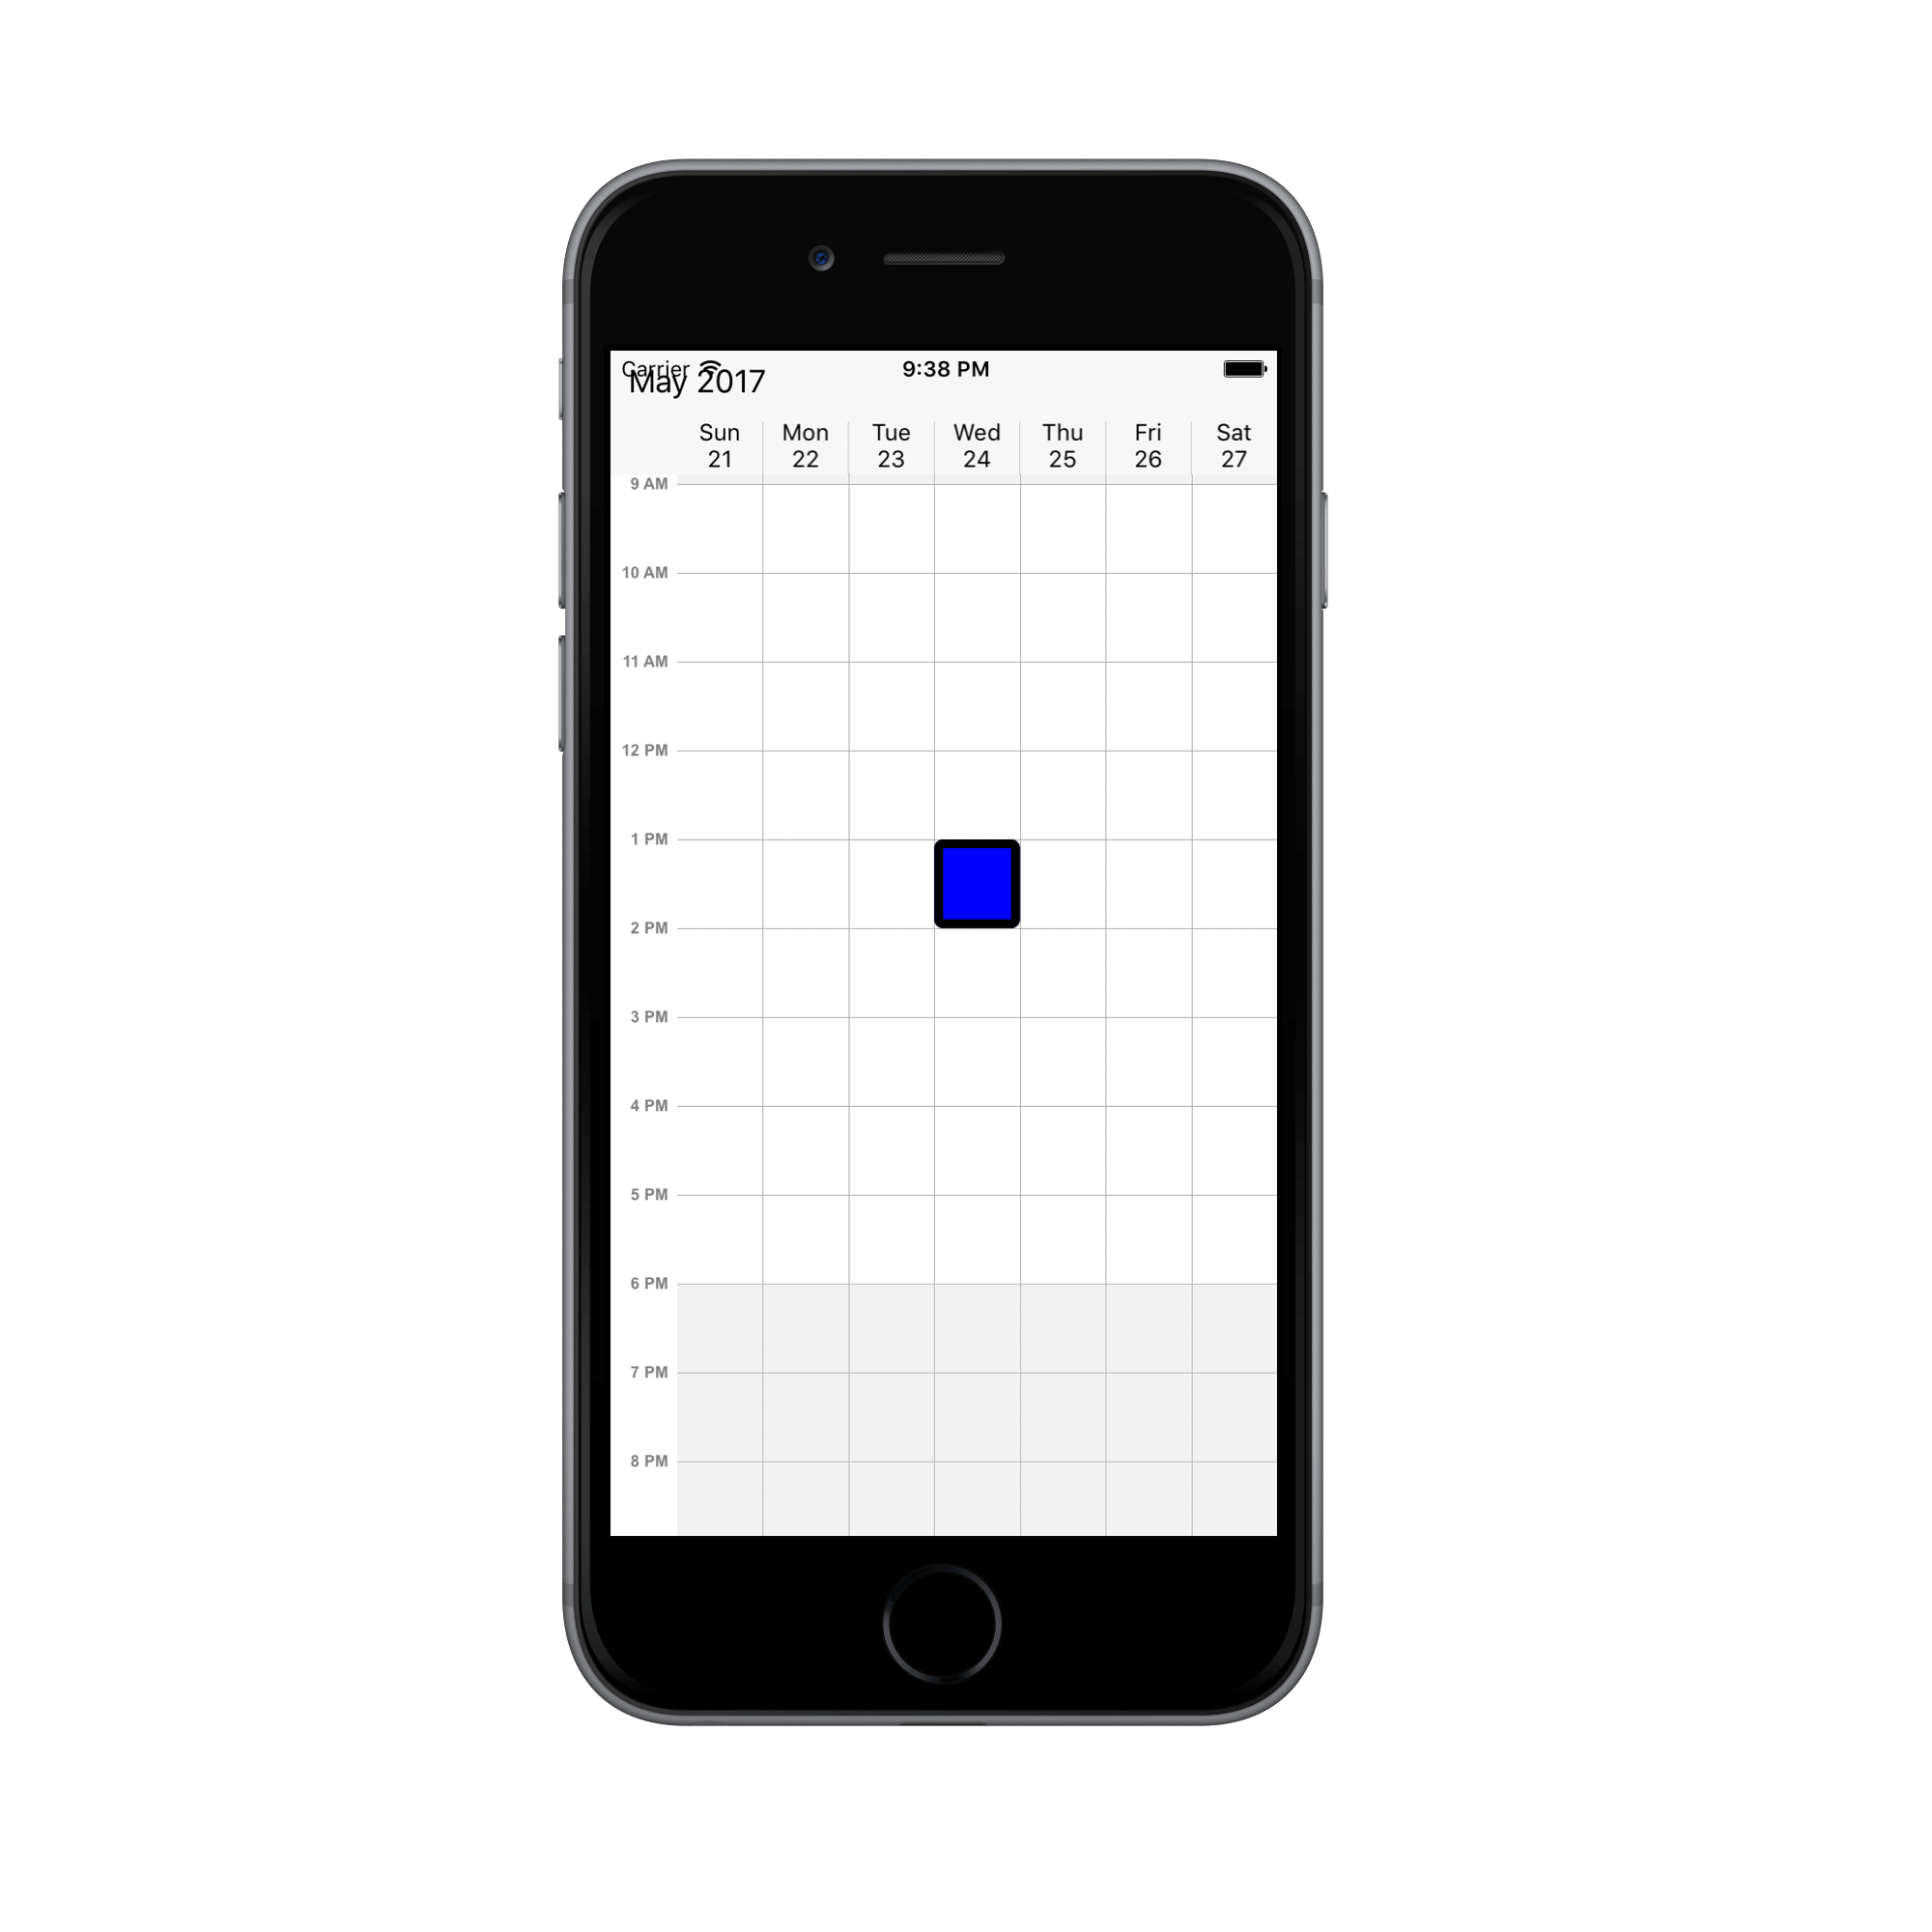 Carrier 9:38 PM
May 2017
Sun Mon Tue Wed Thu Fri Sat
21 22 23 24 25 26 27
9 AM
10 AM
11 AM
12 PM
1 PM
2 PM
3 PM
4 PM
5 PM
6 PM
7 PM
8 PM